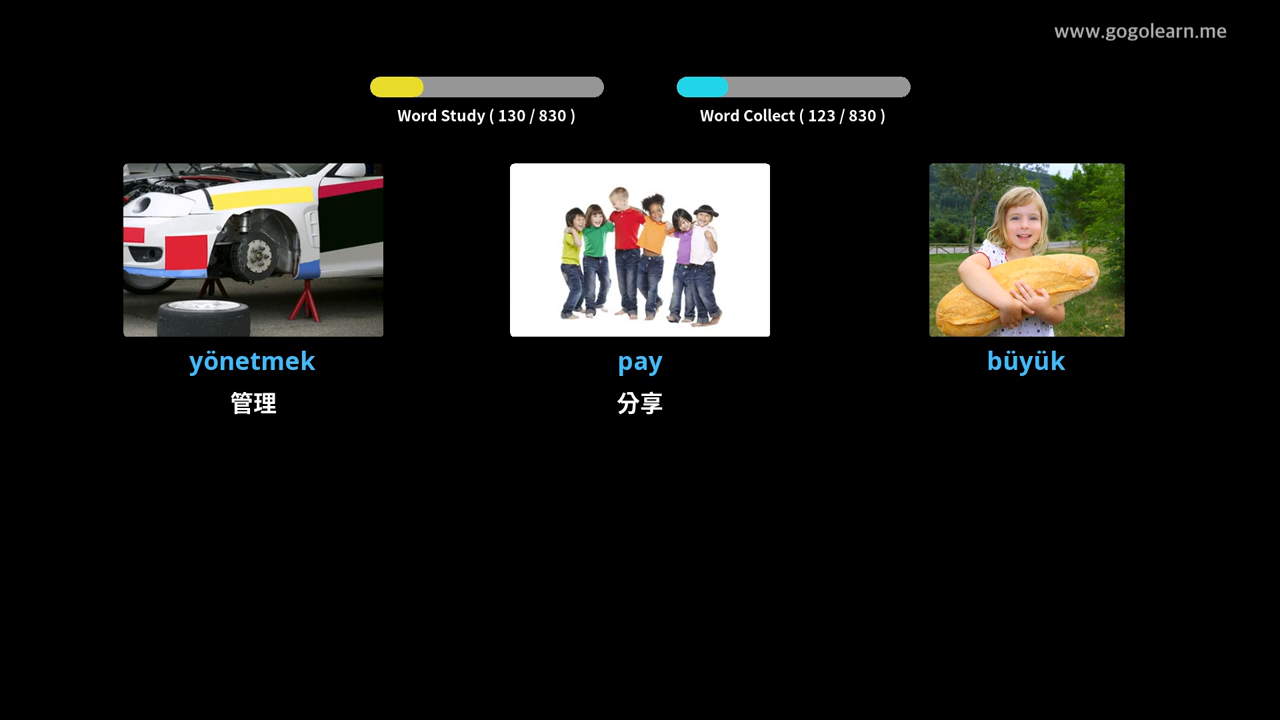 www.gogolearn.me
Word Study ( 130 / 830 )
Word Collect ( 123 / 830 )
yönetmek
pay
büyük
管理
分享